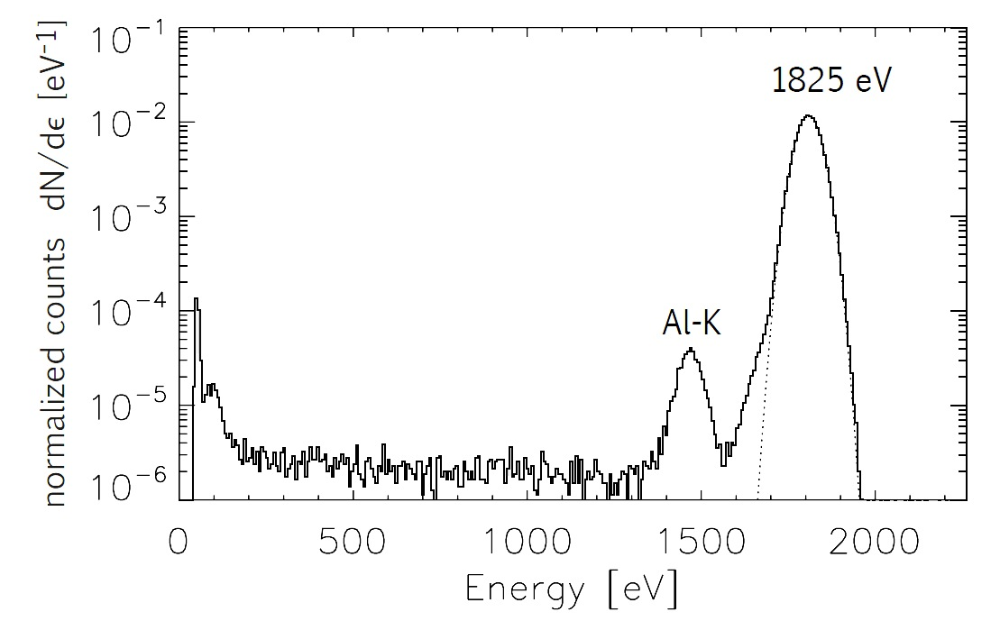 normalized counts dN/dϵ [eV⁻¹]
10⁻¹
10⁻²
10⁻³
10⁻⁴
10⁻⁵
10⁻⁶
1825 eV
Al-K
0 500 1000 1500 2000
Energy [eV]